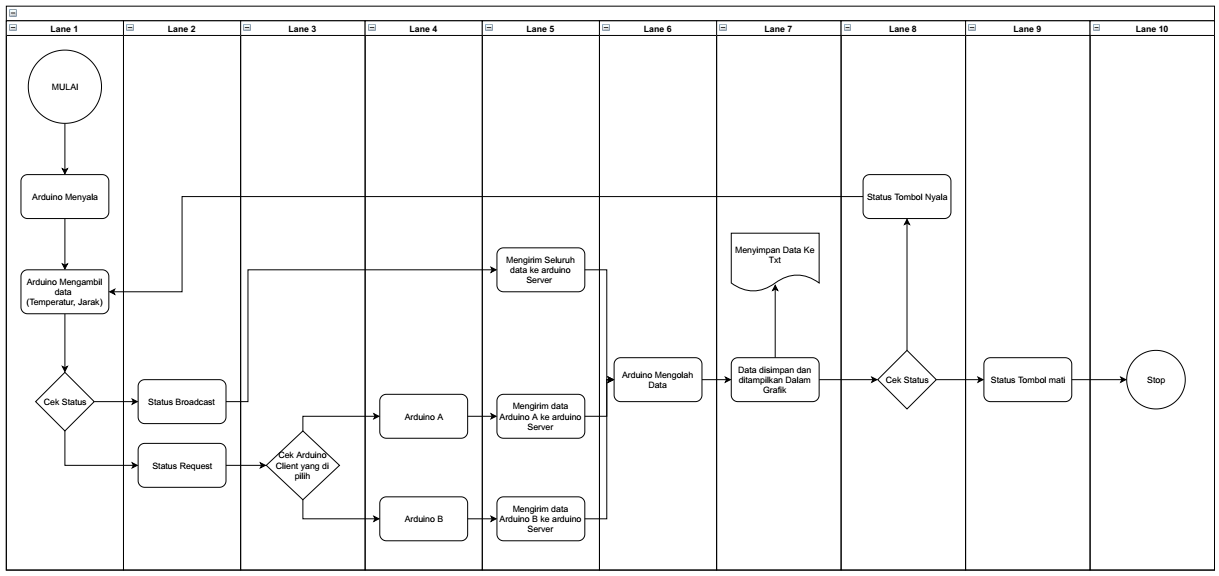 Lane 1
Lane 2
Lane 3
Lane 4
Lane 5
Lane 6
Lane 7
Lane 8
Lane 9
Lane 10
MULAI
Arduino Menyala
Arduino Mengambil
data
(Temperatur, Jarak)
Cek Status
Status Broadcast
Status Request
Cek Arduino
Client yang di
pilih
Arduino A
Arduino B
Mengirim Seluruh
data ke arduino
Server
Mengirim data
Arduino A ke arduino
Server
Mengirim data
Arduino B ke arduino
Server
Arduino Mengolah
Data
Menyimpan Data Ke
Txt
Data disimpan dan
ditampilkan Dalam
Grafik
Status Tombol Nyala
Cek Status
Status Tombol mati
Stop